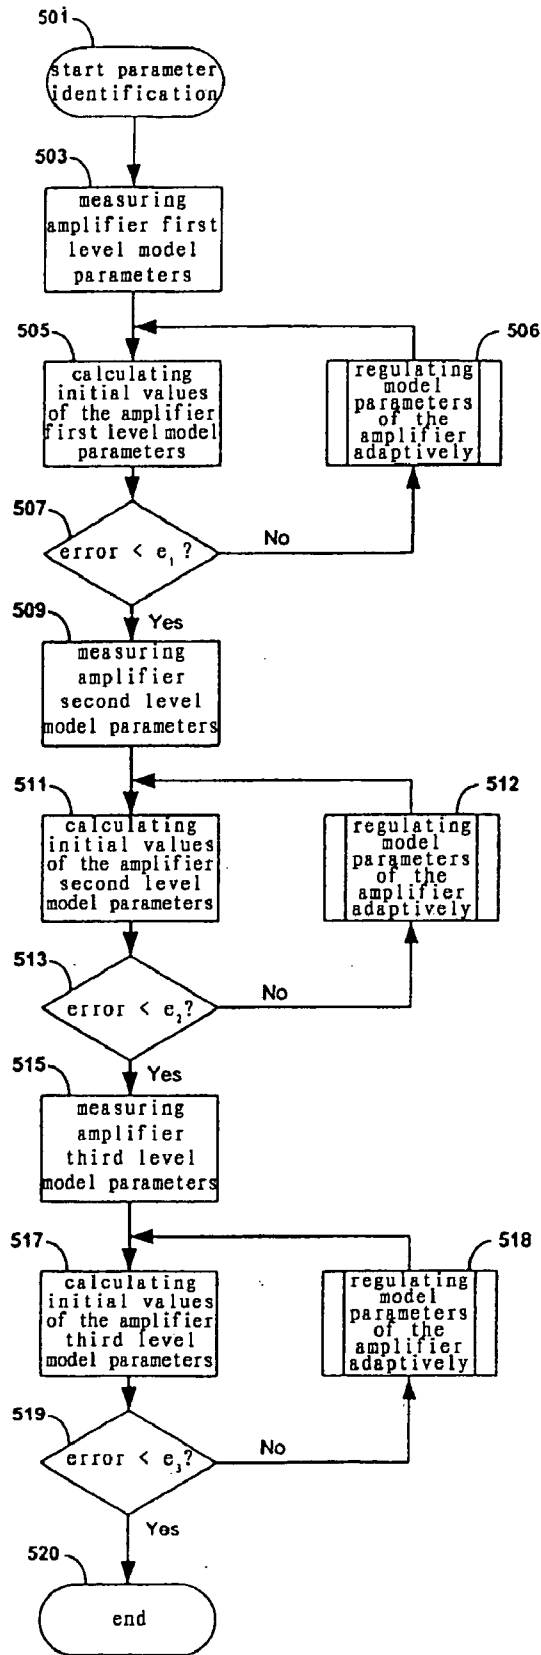 501
start parameter
identification
503
measuring
amplifier first
level model
parameters
505
calculating
initial values
of the amplifier
first level model
parameters
506
regulating
model
parameters
of the
amplifier
adaptively
507
error < e₁ ?
No
Yes
509
measuring
amplifier
second level
model parameters
511
calculating
initial values
of the amplifier
second level
model parameters
512
regulating
model
parameters
of the
amplifier
adaptively
513
error < e₂?
No
Yes
515
measuring
amplifier
third level
model parameters
517
calculating
initial values
of the amplifier
third level
model parameters
518
regulating
model
parameters
of the
amplifier
adaptively
519
error < e₃?
No
Yes
520
end